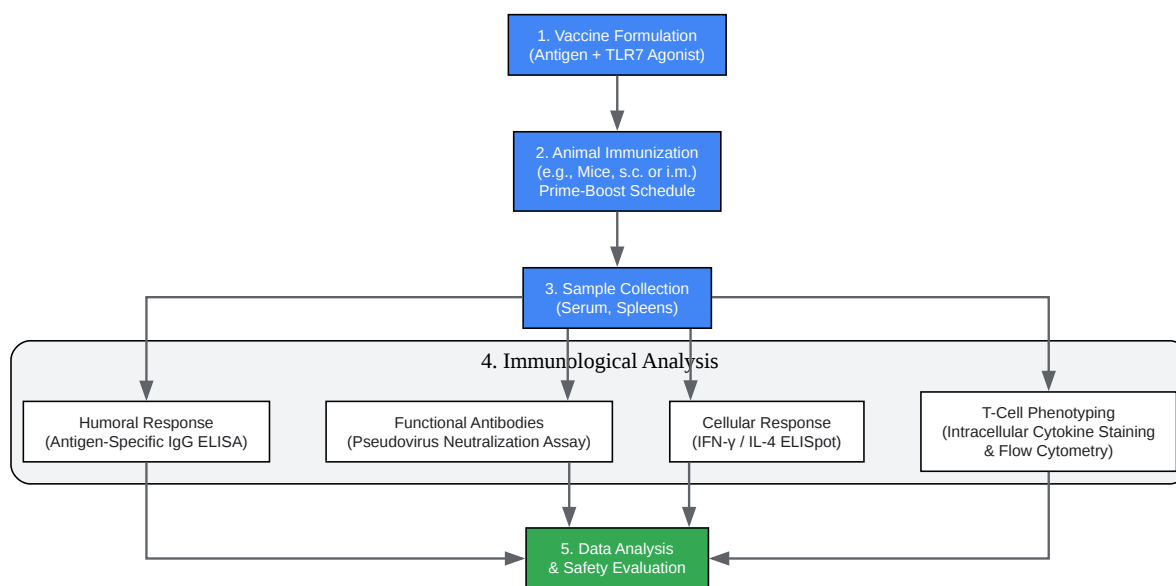 1. Vaccine Formulation
(Antigen + TLR7 Agonist)
2. Animal Immunization
(e.g., Mice, s.c. or i.m.)
Prime-Boost Schedule
3. Sample Collection
(Serum, Spleens)
4. Immunological Analysis
Humoral Response
(Antigen-Specific IgG ELISA)
Functional Antibodies
(Pseudovirus Neutralization Assay)
Cellular Response
(IFN-γ / IL-4 ELISpot)
T-Cell Phenotyping
(Intracellular Cytokine Staining
& Flow Cytometry)
5. Data Analysis
& Safety Evaluation